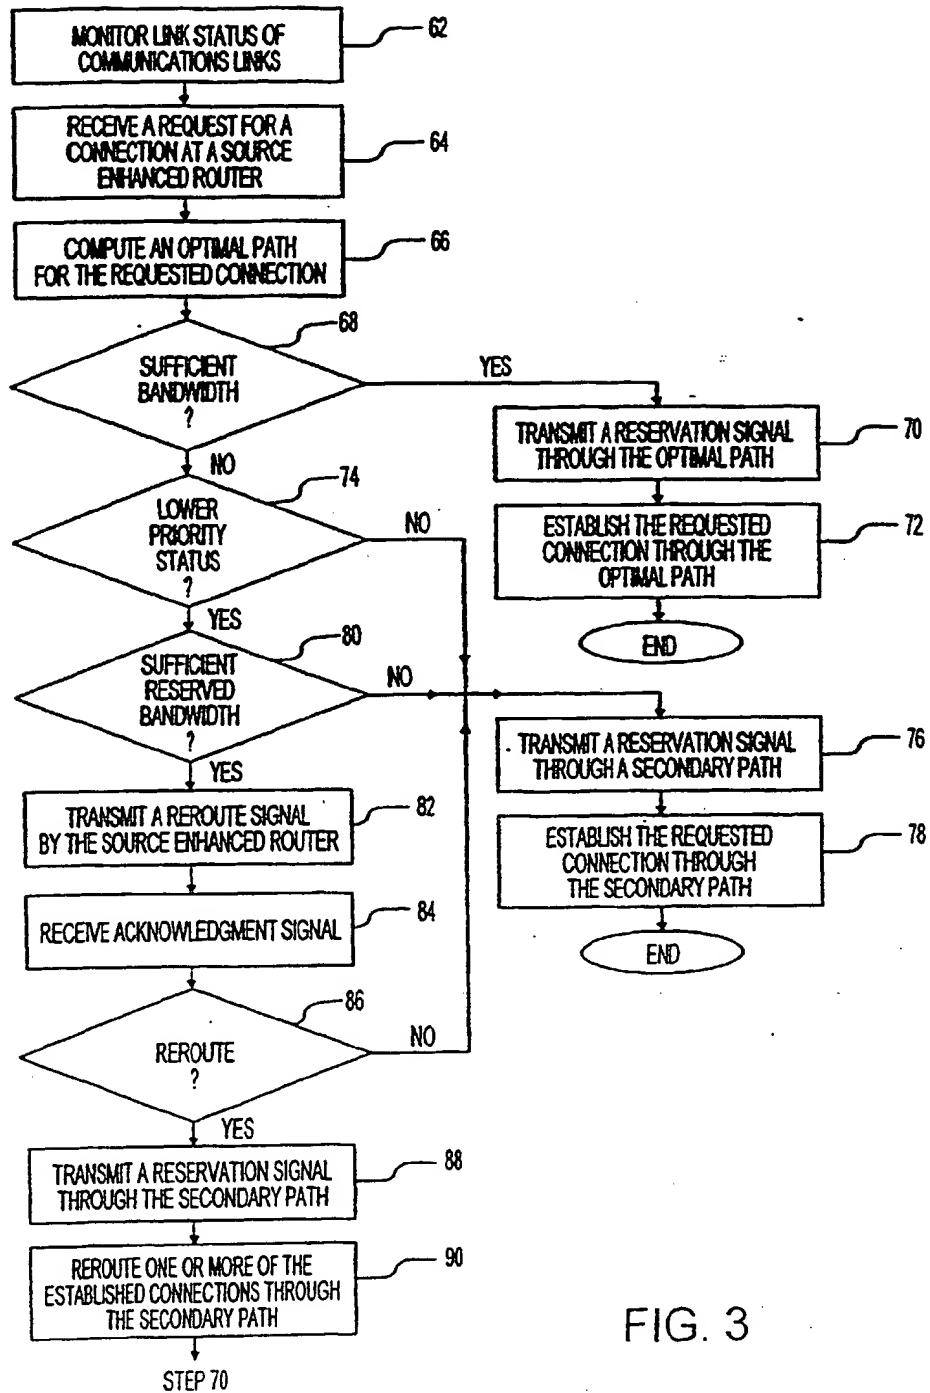 MONITOR LINK STATUS OF
COMMUNICATIONS LINKS
62
RECEIVE A REQUEST FOR A
CONNECTION AT A SOURCE
ENHANCED ROUTER
64
COMPUTE AN OPTIMAL PATH
FOR THE REQUESTED CONNECTION
66
68
SUFFICIENT
BANDWIDTH
?
YES
NO
TRANSMIT A RESERVATION SIGNAL
THROUGH THE OPTIMAL PATH
70
ESTABLISH THE REQUESTED
CONNECTION THROUGH THE
OPTIMAL PATH
72
END
74
LOWER
PRIORITY
STATUS
?
NO
YES
80
SUFFICIENT
RESERVED
BANDWIDTH
?
NO
YES
TRANSMIT A RESERVATION SIGNAL
THROUGH A SECONDARY PATH
76
ESTABLISH THE REQUESTED
CONNECTION THROUGH
THE SECONDARY PATH
78
END
TRANSMIT A REROUTE SIGNAL
BY THE SOURCE ENHANCED ROUTER
82
RECEIVE ACKNOWLEDGMENT SIGNAL
84
86
REROUTE
?
NO
YES
TRANSMIT A RESERVATION SIGNAL
THROUGH THE SECONDARY PATH
88
REROUTE ONE OR MORE OF THE
ESTABLISHED CONNECTIONS THROUGH
THE SECONDARY PATH
90
STEP 70
FIG. 3